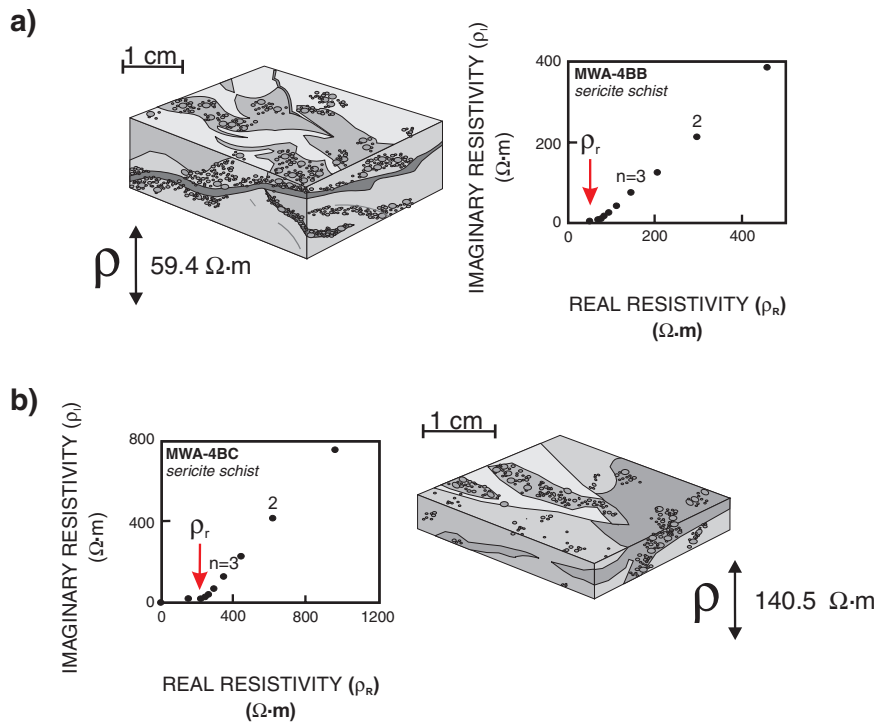 a)
1 cm
ρ 59.4 Ω·m
IMAGINARY RESISTIVITY (ρI)
(Ω·m)
400
200
0
MWA-4BB
sericite schist
2
ρr
n=3
0 200 400
REAL RESISTIVITY (ρR)
(Ω.m)
b)
IMAGINARY RESISTIVITY (ρI)
(Ω·m)
800
400
0
MWA-4BC
sericite schist
2
ρr
n=3
0 400 800 1200
REAL RESISTIVITY (ρR)
(Ω·m)
1 cm
ρ 140.5 Ω·m